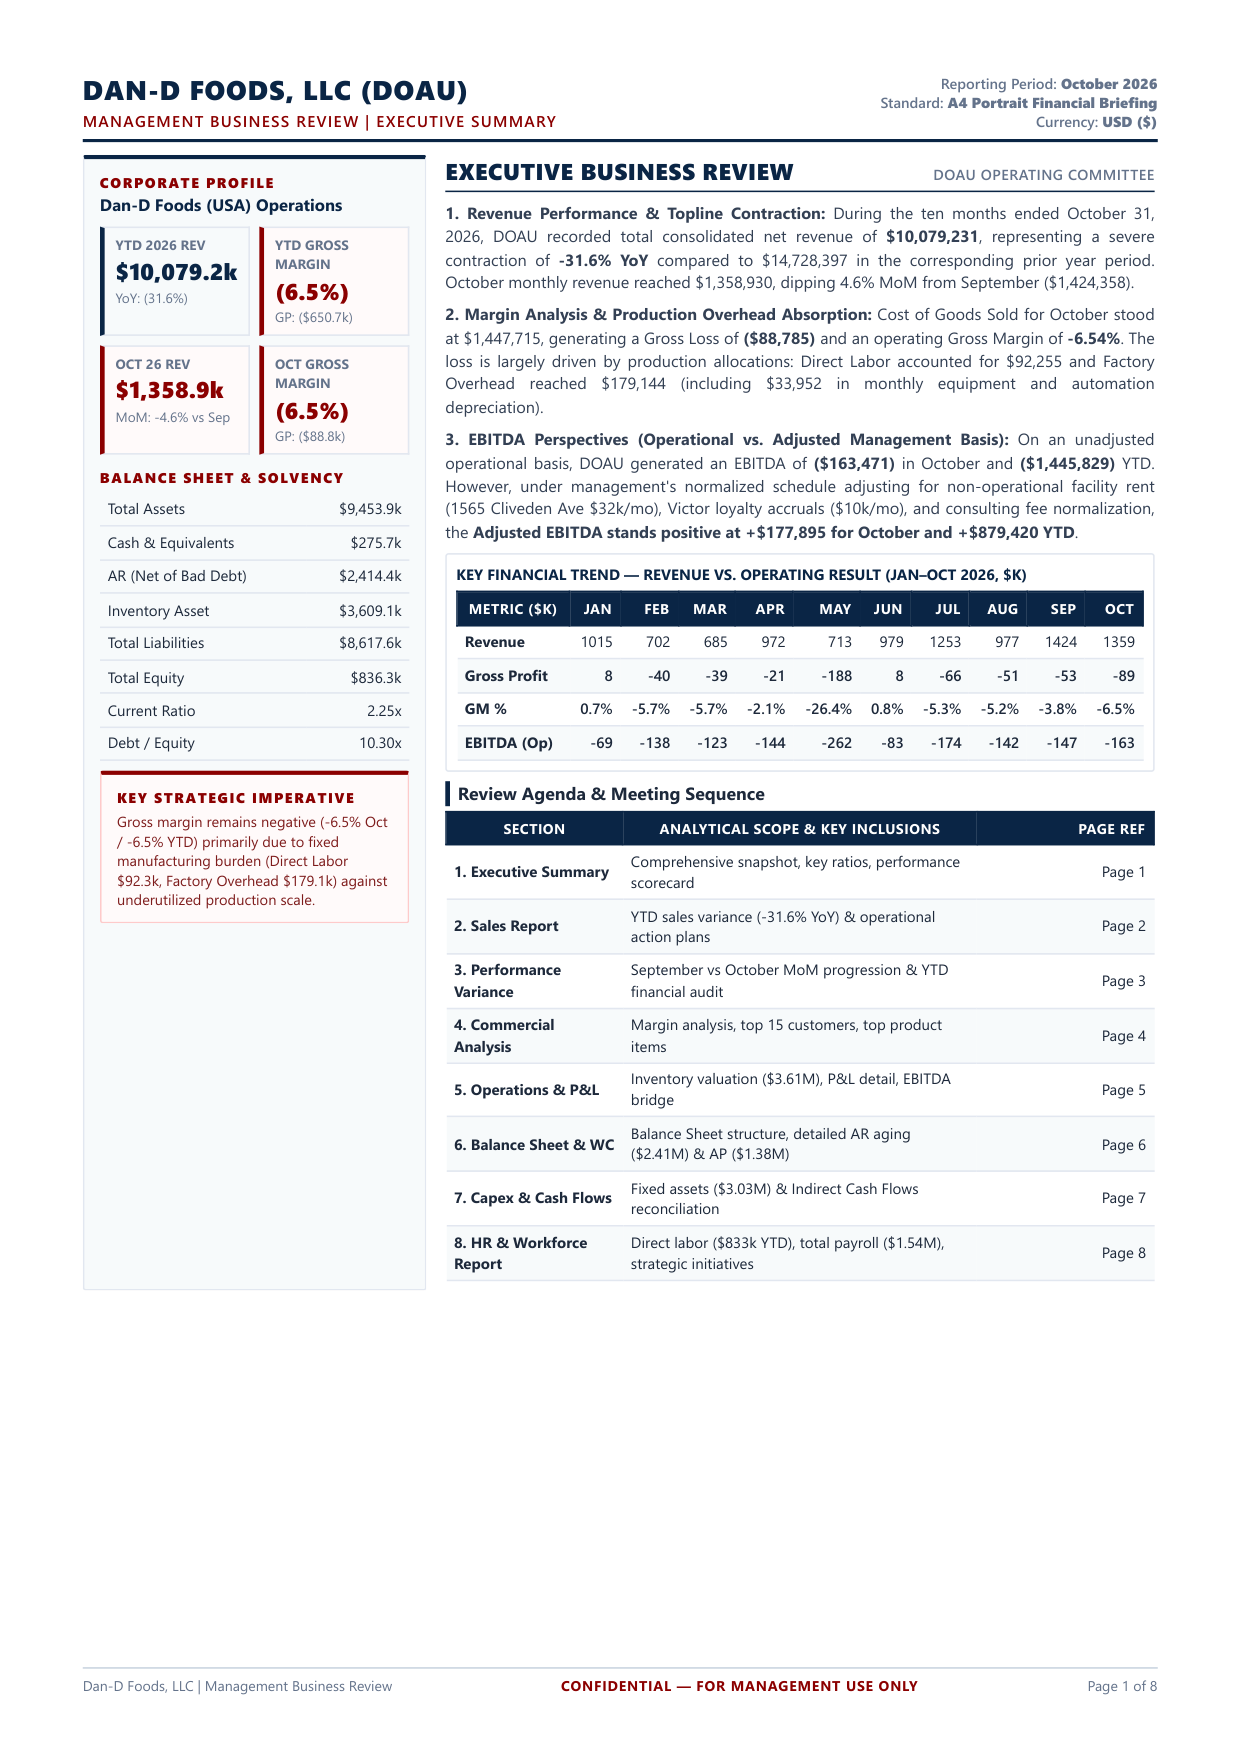 DAN-D FOODS, LLC (DOAU)
MANAGEMENT BUSINESS REVIEW | EXECUTIVE SUMMARY
Reporting Period: October 2026
Standard: A4 Portrait Financial Briefing
Currency: USD ($)
CORPORATE PROFILE
Dan-D Foods (USA) Operations
YTD 2026 REV
$10,079.2k
YoY: (31.6%)
YTD GROSS
MARGIN
(6.5%)
GP: ($650.7k)
OCT 26 REV
$1,358.9k
MoM: -4.6% vs Sep
OCT GROSS
MARGIN
(6.5%)
GP: ($88.8k)
BALANCE SHEET & SOLVENCY
Total Assets $9,453.9k
Cash & Equivalents $275.7k
AR (Net of Bad Debt) $2,414.4k
Inventory Asset $3,609.1k
Total Liabilities $8,617.6k
Total Equity $836.3k
Current Ratio 2.25x
Debt / Equity 10.30x
KEY STRATEGIC IMPERATIVE
Gross margin remains negative (-6.5% Oct
/ -6.5% YTD) primarily due to fixed
manufacturing burden (Direct Labor
$92.3k, Factory Overhead $179.1k) against
underutilized production scale.
EXECUTIVE BUSINESS REVIEW DOAU OPERATING COMMITTEE
1. Revenue Performance & Topline Contraction: During the ten months ended October 31,
2026, DOAU recorded total consolidated net revenue of $10,079,231, representing a severe
contraction of -31.6% YoY compared to $14,728,397 in the corresponding prior year period.
October monthly revenue reached $1,358,930, dipping 4.6% MoM from September ($1,424,358).
2. Margin Analysis & Production Overhead Absorption: Cost of Goods Sold for October stood
at $1,447,715, generating a Gross Loss of ($88,785) and an operating Gross Margin of -6.54%. The
loss is largely driven by production allocations: Direct Labor accounted for $92,255 and Factory
Overhead reached $179,144 (including $33,952 in monthly equipment and automation
depreciation).
3. EBITDA Perspectives (Operational vs. Adjusted Management Basis): On an unadjusted
operational basis, DOAU generated an EBITDA of ($163,471) in October and ($1,445,829) YTD.
However, under management's normalized schedule adjusting for non-operational facility rent
(1565 Cliveden Ave $32k/mo), Victor loyalty accruals ($10k/mo), and consulting fee normalization,
the Adjusted EBITDA stands positive at +$177,895 for October and +$879,420 YTD.
KEY FINANCIAL TREND — REVENUE VS. OPERATING RESULT (JAN–OCT 2026, $K)
METRIC ($K) JAN FEB MAR APR MAY JUN JUL AUG SEP OCT
Revenue 1015 702 685 972 713 979 1253 977 1424 1359
Gross Profit 8 -40 -39 -21 -188 8 -66 -51 -53 -89
GM % 0.7% -5.7% -5.7% -2.1% -26.4% 0.8% -5.3% -5.2% -3.8% -6.5%
EBITDA (Op) -69 -138 -123 -144 -262 -83 -174 -142 -147 -163
Review Agenda & Meeting Sequence
SECTION ANALYTICAL SCOPE & KEY INCLUSIONS PAGE REF
1. Executive Summary Comprehensive snapshot, key ratios, performance
scorecard Page 1
2. Sales Report YTD sales variance (-31.6% YoY) & operational
action plans Page 2
3. Performance
Variance September vs October MoM progression & YTD
financial audit Page 3
4. Commercial
Analysis Margin analysis, top 15 customers, top product
items Page 4
5. Operations & P&L Inventory valuation ($3.61M), P&L detail, EBITDA
bridge Page 5
6. Balance Sheet & WC Balance Sheet structure, detailed AR aging
($2.41M) & AP ($1.38M) Page 6
7. Capex & Cash Flows Fixed assets ($3.03M) & Indirect Cash Flows
reconciliation Page 7
8. HR & Workforce
Report Direct labor ($833k YTD), total payroll ($1.54M),
strategic initiatives Page 8
Dan-D Foods, LLC | Management Business Review CONFIDENTIAL — FOR MANAGEMENT USE ONLY Page 1 of 8